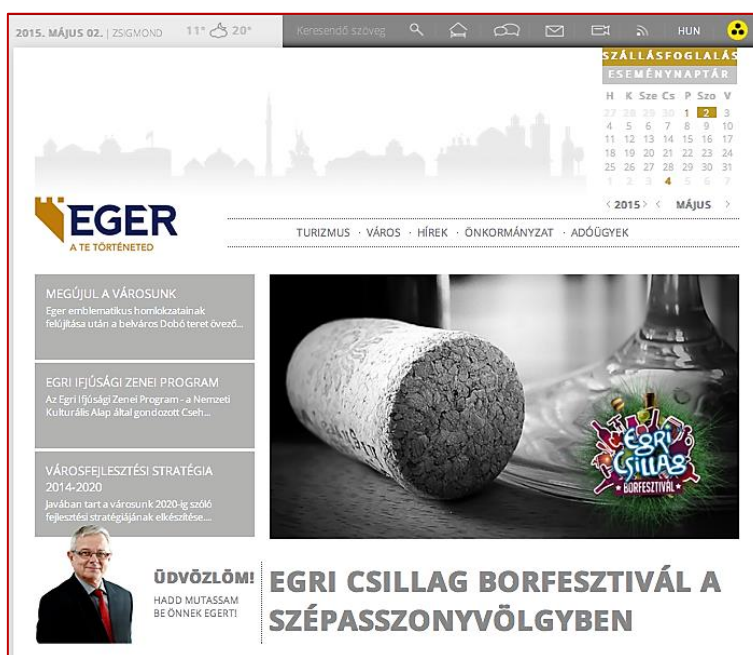 2015. MÁJUS 02. | ZSIGMOND 11° 20° Keresendő szöveg HUN
SZÁLLÁSFOGLALÁS
ESEMÉNYNAPTÁR
H K Sze Cs P Szo V
27 28 29 30 1 2 3
4 5 6 7 8 9 10
11 12 13 14 15 16 17
18 19 20 21 22 23 24
25 26 27 28 29 30 31
1 2 3 4 5 6 7
< 2015 > < MÁJUS >
EGER
A TE TÖRTÉNETED
TURIZMUS · VÁROS · HÍREK · ÖNKORMÁNYZAT · ADÓÜGYEK
MEGÚJUL A VÁROSUNK
Eger emblematikus homlokzatainak
felújítása után a belváros Dobó teret övező...
EGRI IFJÚSÁGI ZENEI PROGRAM
Az Egri Ifjúsági Zenei Program - a Nemzeti
Kulturális Alap által gondozott Cseh...
VÁROSFEJLESZTÉSI STRATÉGIA
2014-2020
Javában tart a városunk 2020-ig szóló
fejlesztési stratégiájának elkészítése....
EGRI
CSILLAG
BORFESZTIVÁL
ÜDVÖZLÖM!
HADD MUTASSAM
BE ÖNNEK EGERT!
EGRI CSILLAG BORFESZTIVÁL A
SZÉPASSZONYVÖLGYBEN